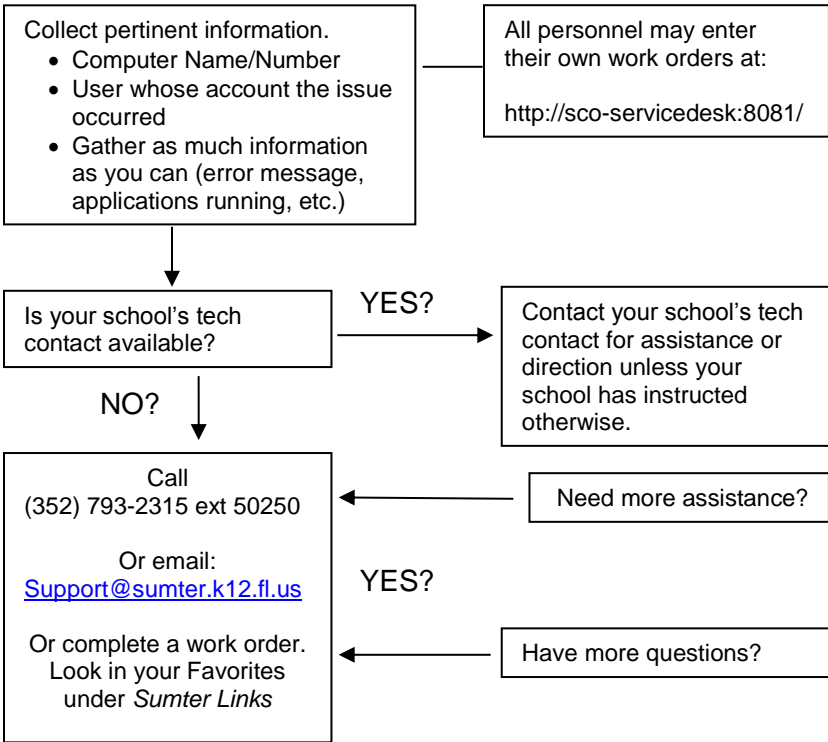 Collect pertinent information.
• Computer Name/Number
• User whose account the issue
occurred
• Gather as much information
as you can (error message,
applications running, etc.)
All personnel may enter
their own work orders at:
http://sco-servicedesk:8081/
Is your school’s tech
contact available?
YES?
Contact your school’s tech
contact for assistance or
direction unless your
school has instructed
otherwise.
NO?
Call
(352) 793-2315 ext 50250
Or email:
Support@sumter.k12.fl.us
Or complete a work order.
Look in your Favorites
under Sumter Links
Need more assistance?
YES?
Have more questions?